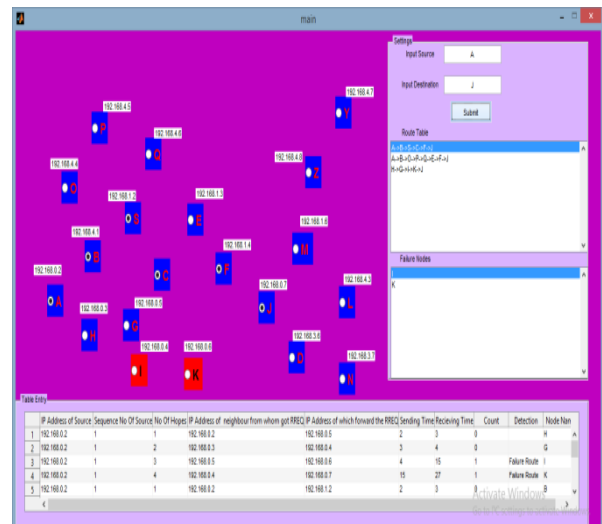 main
Settings
Input Source A
Input Destination J
Submit
Route Table
A->B->S->C->F->J
H->G->I->K->J
Failure Nodes
I
K
192.168.4.7
Y
192.168.4.5
P
192.168.4.6
Q
192.168.4.8
Z
192.168.4.4
O
192.168.1.2
S
192.168.1.3
E
192.168.1.6
M
192.168.4.1
B
192.168.1.4
F
C
192.168.0.2
A
192.168.0.7
J
192.168.4.3
L
192.168.0.3
H
192.168.0.5
G
192.168.3.6
D
192.168.0.4
I
192.168.0.6
K
192.168.3.7
N
Table Entry
IP Address of Source Sequence No Of Source No Of Hopes IP Address of neighbour from whom got RREQ IP Address of which forward the RREQ Sending Time Recieving Time Count Detection Node Nan
1 192.168.0.2 1 1 192.168.0.2 192.168.0.5 2 3 0 H
2 192.168.0.2 1 2 192.168.0.3 192.168.0.4 3 4 0 G
3 192.168.0.2 1 3 192.168.0.5 192.168.0.6 4 15 1 Failure Route I
4 192.168.0.2 1 4 192.168.0.4 192.168.0.7 15 27 1 Failure Route K
5 192.168.0.2 1 1 192.168.0.2 192.168.1.2 2 3 0 B
Activate Windows